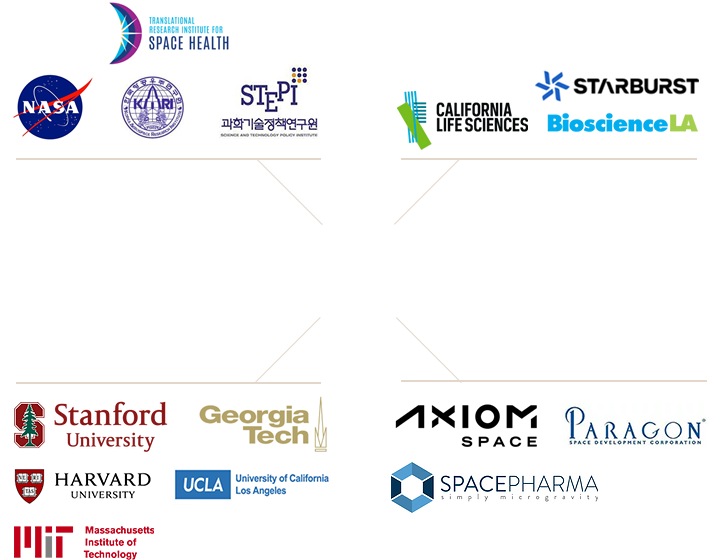 TRANSLATIONAL
RESEARCH INSTITUTE FOR
SPACE HEALTH
NASA
KARI
STEPI
과학기술정책연구원
SCIENCE AND TECHNOLOGY POLICY INSTITUTE
CALIFORNIA
LIFE SCIENCES
STARBURST
BioscienceLA
Stanford
University
Georgia
Tech
HARVARD
UNIVERSITY
UCLA
University of California
Los Angeles
MIT
Massachusetts
Institute of
Technology
AXIOM
SPACE
PARAGON®
SPACE DEVELOPMENT CORPORATION
SPACEPHARMA
simply microgravity